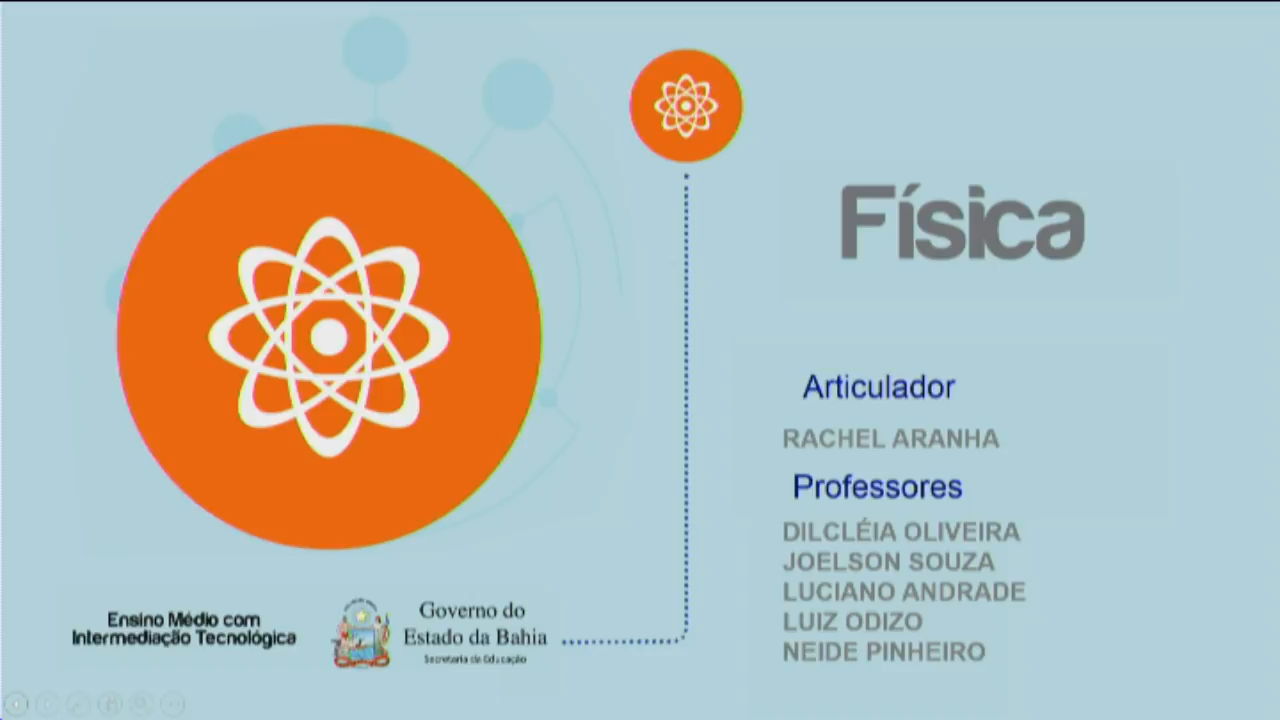 Física
Articulador
RACHEL ARANHA
Professores
DILCLÉIA OLIVEIRA
JOELSON SOUZA
LUCIANO ANDRADE
LUIZ ODIZO
NEIDE PINHEIRO
Ensino Médio com
Intermediação Tecnológica
Governo do
Estado da Bahia
Secretaria da Educação